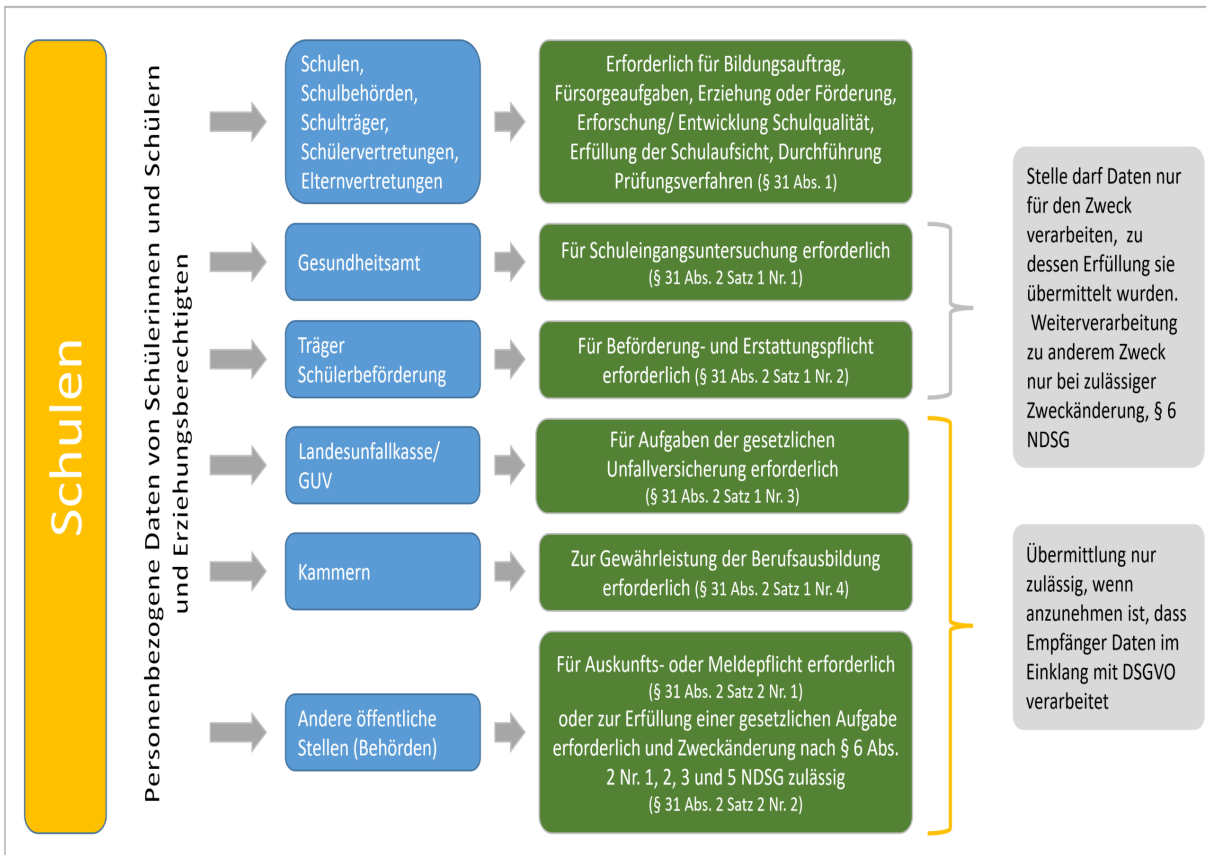 Schulen
Personenbezogene Daten von Schülerinnen und Schülern
und Erziehungsberechtigten
Schulen,
Schulbehörden,
Schulträger,
Schülervertretungen,
Elternvertretungen
Erforderlich für Bildungsauftrag,
Fürsorgeaufgaben, Erziehung oder Förderung,
Erforschung/ Entwicklung Schulqualität,
Erfüllung der Schulaufsicht, Durchführung
Prüfungsverfahren (§ 31 Abs. 1)
Gesundheitsamt
Für Schuleingangsuntersuchung erforderlich
(§ 31 Abs. 2 Satz 1 Nr. 1)
Träger
Schülerbeförderung
Für Beförderung- und Erstattungspflicht
erforderlich (§ 31 Abs. 2 Satz 1 Nr. 2)
Landesunfallkasse/
GUV
Für Aufgaben der gesetzlichen
Unfallversicherung erforderlich
(§ 31 Abs. 2 Satz 1 Nr. 3)
Kammern
Zur Gewährleistung der Berufsausbildung
erforderlich (§ 31 Abs. 2 Satz 1 Nr. 4)
Andere öffentliche
Stellen (Behörden)
Für Auskunfts- oder Meldepflicht erforderlich
(§ 31 Abs. 2 Satz 2 Nr. 1)
oder zur Erfüllung einer gesetzlichen Aufgabe
erforderlich und Zweckänderung nach § 6 Abs.
2 Nr. 1, 2, 3 und 5 NDSG zulässig
(§ 31 Abs. 2 Satz 2 Nr. 2)
Stelle darf Daten nur
für den Zweck
verarbeiten, zu
dessen Erfüllung sie
übermittelt wurden.
Weiterverarbeitung
zu anderem Zweck
nur bei zulässiger
Zweckänderung, § 6
NDSG
Übermittlung nur
zulässig, wenn
anzunehmen ist, dass
Empfänger Daten im
Einklang mit DSGVO
verarbeitet